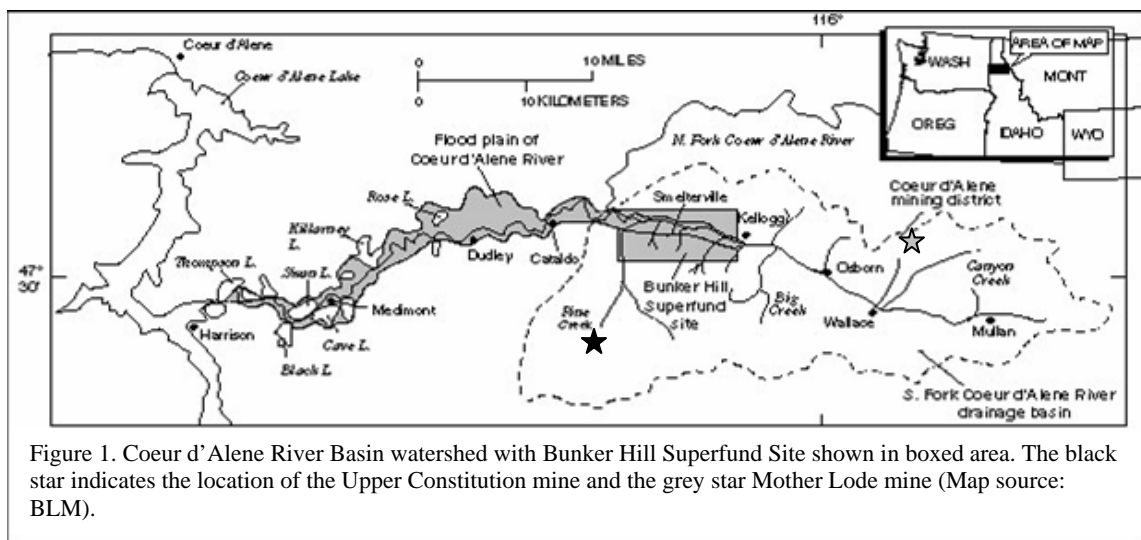 116°
Coeur d'Alene
Coeur d'Alene Lake
0 10 MILES
0 10 KILOMETERS
AREA OF MAP
WASH
MONT
OREG
IDAHO
WYO
N. Fork Coeur d'Alene River
Flood plain of
Coeur d'Alene River
Rose L.
Smelterville
Kellogg
Coeur d'Alene
mining district
Killarney
L.
Thompson L.
Swan L.
Dudley
Cataldo
47°
30'
Medimont
Harrison
Cave L.
Black L.
Pine
Creek
Bunker Hill
Superfund
site
Big
Creek
Osborn
Wallace
Canyon
Creek
Mullan
S. Fork Coeur d'Alene River
drainage basin
Figure 1. Coeur d'Alene River Basin watershed with Bunker Hill Superfund Site shown in boxed area. The black
star indicates the location of the Upper Constitution mine and the grey star Mother Lode mine (Map source:
BLM).